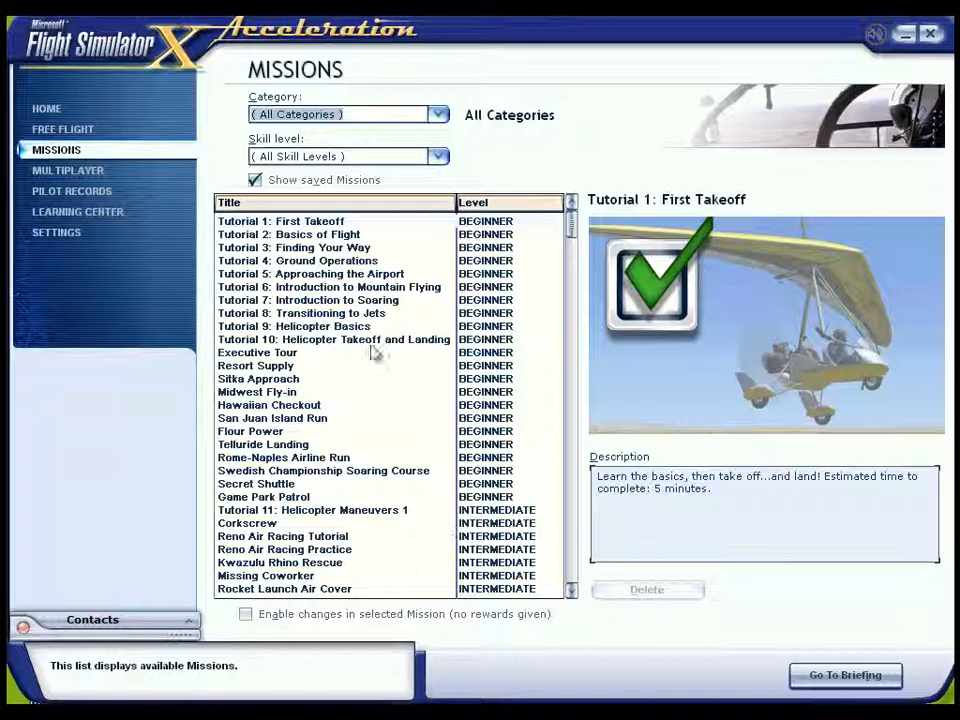 Microsoft
Flight Simulator X Acceleration
HOME
FREE FLIGHT
MISSIONS
MULTIPLAYER
PILOT RECORDS
LEARNING CENTER
SETTINGS
MISSIONS
Category:
( All Categories )
All Categories
Skill level:
( All Skill Levels )
Show saved Missions
Title Level
Tutorial 1: First Takeoff BEGINNER
Tutorial 2: Basics of Flight BEGINNER
Tutorial 3: Finding Your Way BEGINNER
Tutorial 4: Ground Operations BEGINNER
Tutorial 5: Approaching the Airport BEGINNER
Tutorial 6: Introduction to Mountain Flying BEGINNER
Tutorial 7: Introduction to Soaring BEGINNER
Tutorial 8: Transitioning to Jets BEGINNER
Tutorial 9: Helicopter Basics BEGINNER
Tutorial 10: Helicopter Takeoff and Landing BEGINNER
Executive Tour BEGINNER
Resort Supply BEGINNER
Sitka Approach BEGINNER
Midwest Fly-in BEGINNER
Hawaiian Checkout BEGINNER
San Juan Island Run BEGINNER
Flour Power BEGINNER
Telluride Landing BEGINNER
Rome-Naples Airline Run BEGINNER
Swedish Championship Soaring Course BEGINNER
Secret Shuttle BEGINNER
Game Park Patrol BEGINNER
Tutorial 11: Helicopter Maneuvers 1 INTERMEDIATE
Corkscrew INTERMEDIATE
Reno Air Racing Tutorial INTERMEDIATE
Reno Air Racing Practice INTERMEDIATE
Kwazulu Rhino Rescue INTERMEDIATE
Missing Coworker INTERMEDIATE
Rocket Launch Air Cover INTERMEDIATE
Enable changes in selected Mission (no rewards given)
Tutorial 1: First Takeoff
Description
Learn the basics, then take off...and land! Estimated time to
complete: 5 minutes.
Delete
Contacts
This list displays available Missions.
Go To Briefing